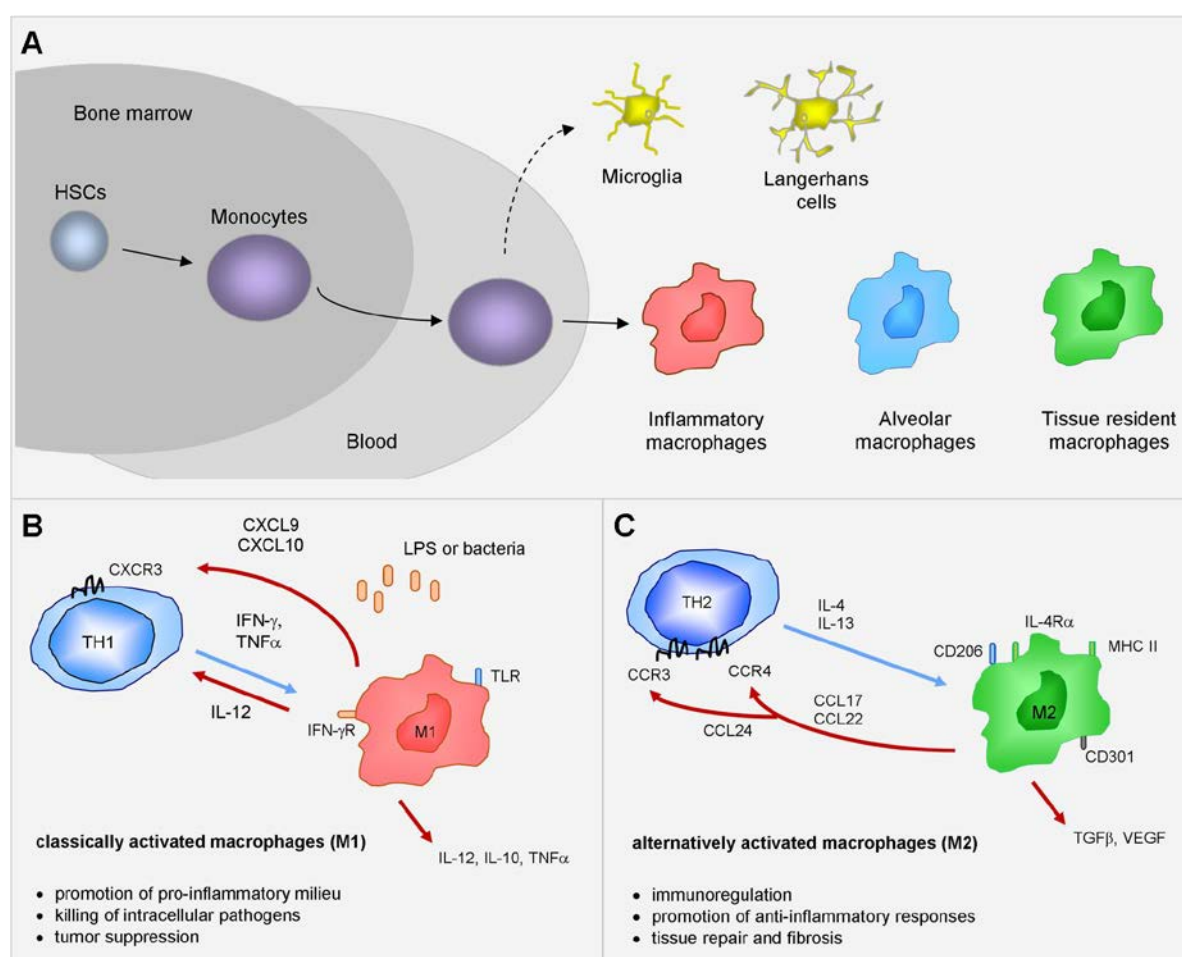 A
Bone marrow
HSCs
Monocytes
Blood
Microglia
Langerhans
cells
Inflammatory
macrophages
Alveolar
macrophages
Tissue resident
macrophages
B
CXCL9
CXCL10
LPS or bacteria
CXCR3
TH1
IFN-γ,
TNFα
IL-12
TLR
IFN-γR
M1
IL-12, IL-10, TNFα
classically activated macrophages (M1)
• promotion of pro-inflammatory milieu
• killing of intracellular pathogens
• tumor suppression
C
TH2
IL-4
IL-13
IL-4Rα
CD206
MHC II
CCR3
CCR4
CCL17
CCL22
CCL24
M2
CD301
TGFβ, VEGF
alternatively activated macrophages (M2)
• immunoregulation
• promotion of anti-inflammatory responses
• tissue repair and fibrosis